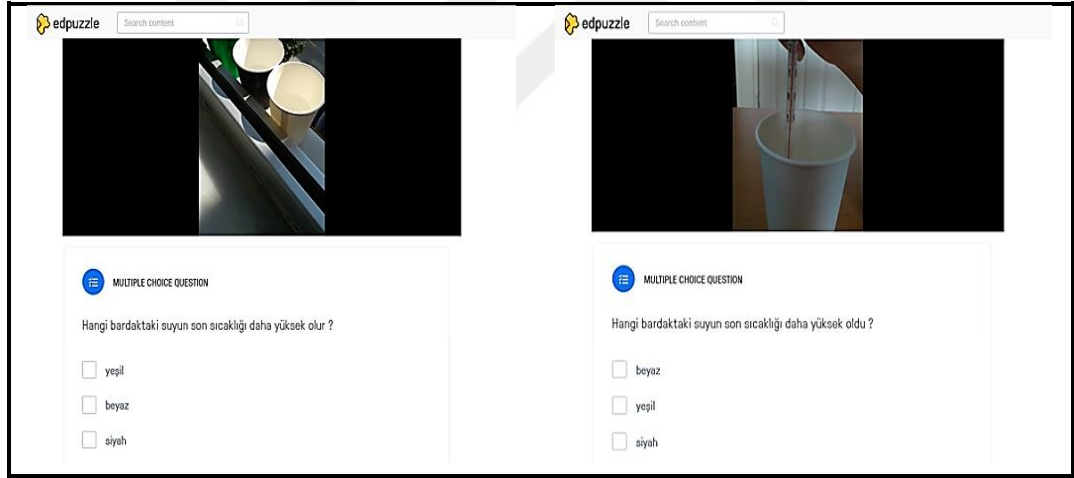 edpuzzle
Search content
MULTIPLE CHOICE QUESTION
Hangi bardaktaki suyun son sıcaklığı daha yüksek olur ?
yeşil
beyaz
siyah
edpuzzle
Search content
MULTIPLE CHOICE QUESTION
Hangi bardaktaki suyun son sıcaklığı daha yüksek oldu ?
beyaz
yeşil
siyah